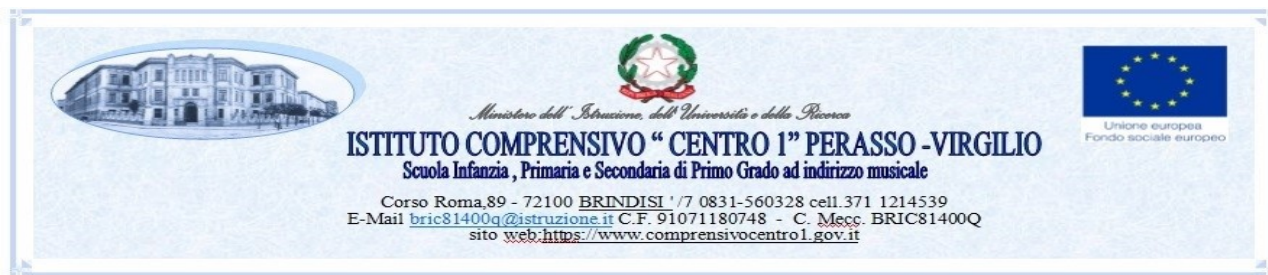 Ministero dell' Istruzione, dell' Università e della Ricerca
ISTITUTO COMPRENSIVO “ CENTRO 1” PERASSO -VIRGILIO
Scuola Infanzia , Primaria e Secondaria di Primo Grado ad indirizzo musicale
Corso Roma,89 - 72100 BRINDISI '/7 0831-560328 cell.371 1214539
E-Mail bric81400q@istruzione.it C.F. 91071180748 - C. Mecc. BRIC81400Q
sito web:https://www.comprensivocentro1.gov.it
Unione europea
Fondo sociale europeo